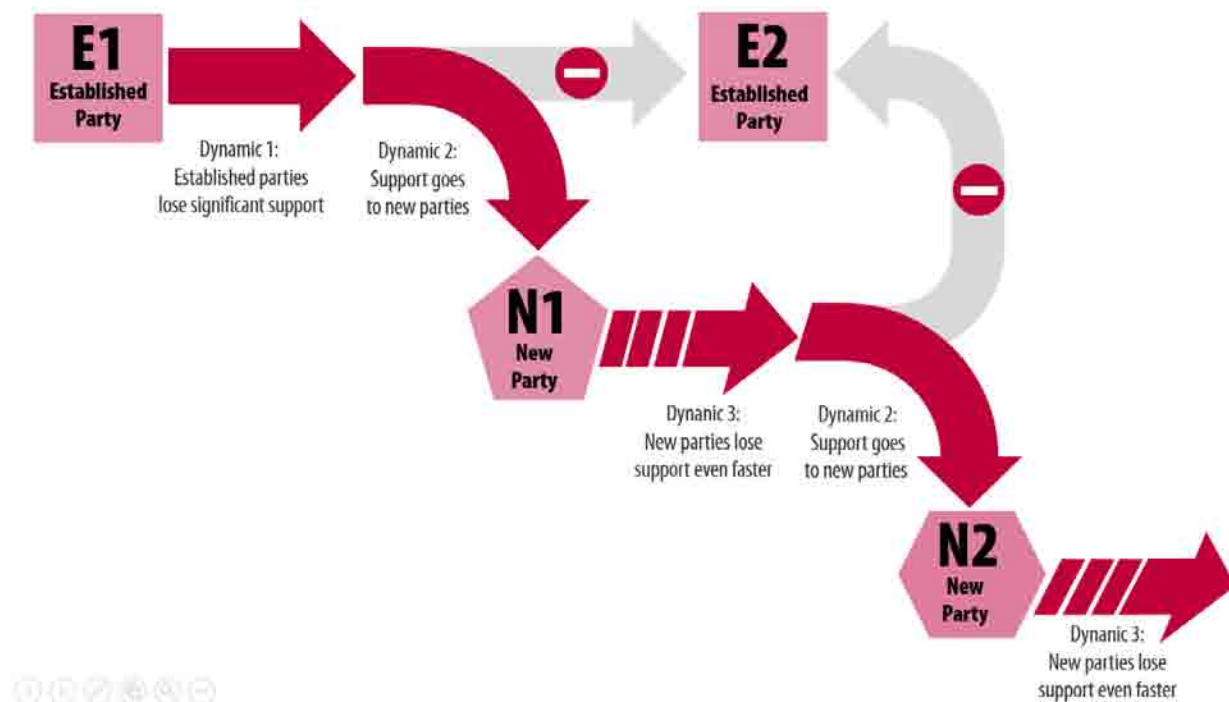 E1
Established
Party
E2
Established
Party
Dynamic 1:
Established parties
lose significant support
Dynamic 2:
Support goes
to new parties
N1
New
Party
Dynanic 3:
New parties lose
support even faster
Dynamic 2:
Support goes
to new parties
N2
New
Party
Dynamic 3:
New parties lose
support even faster